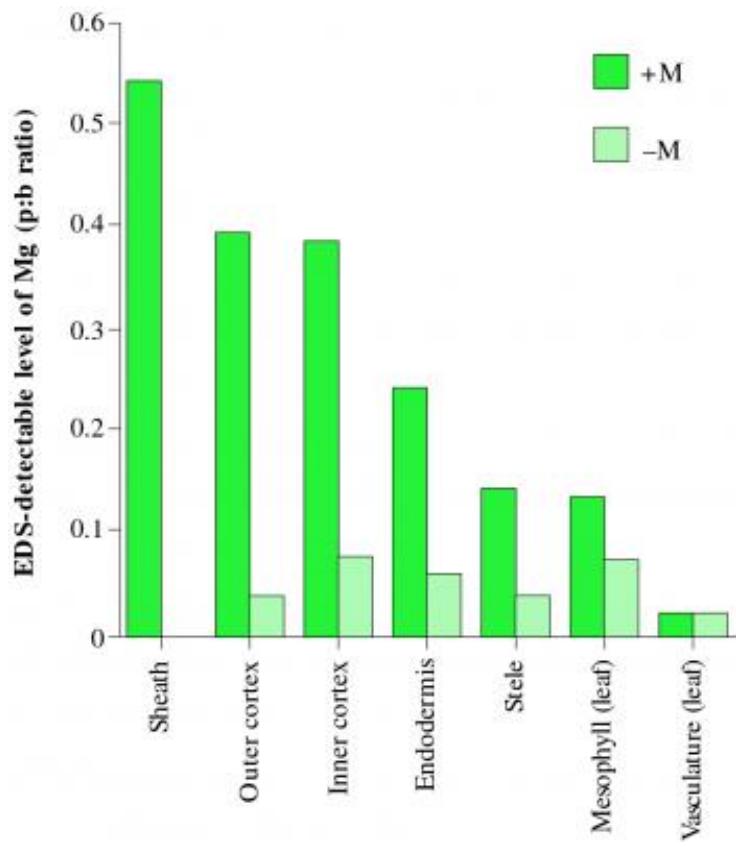 EDS-detectable level of Mg (p:b ratio)
0.6
0.5
0.4
0.3
0.2
0.1
0
+M
–M
Sheath
Outer cortex
Inner cortex
Endodermis
Stele
Mesophyll (leaf)
Vasculature (leaf)